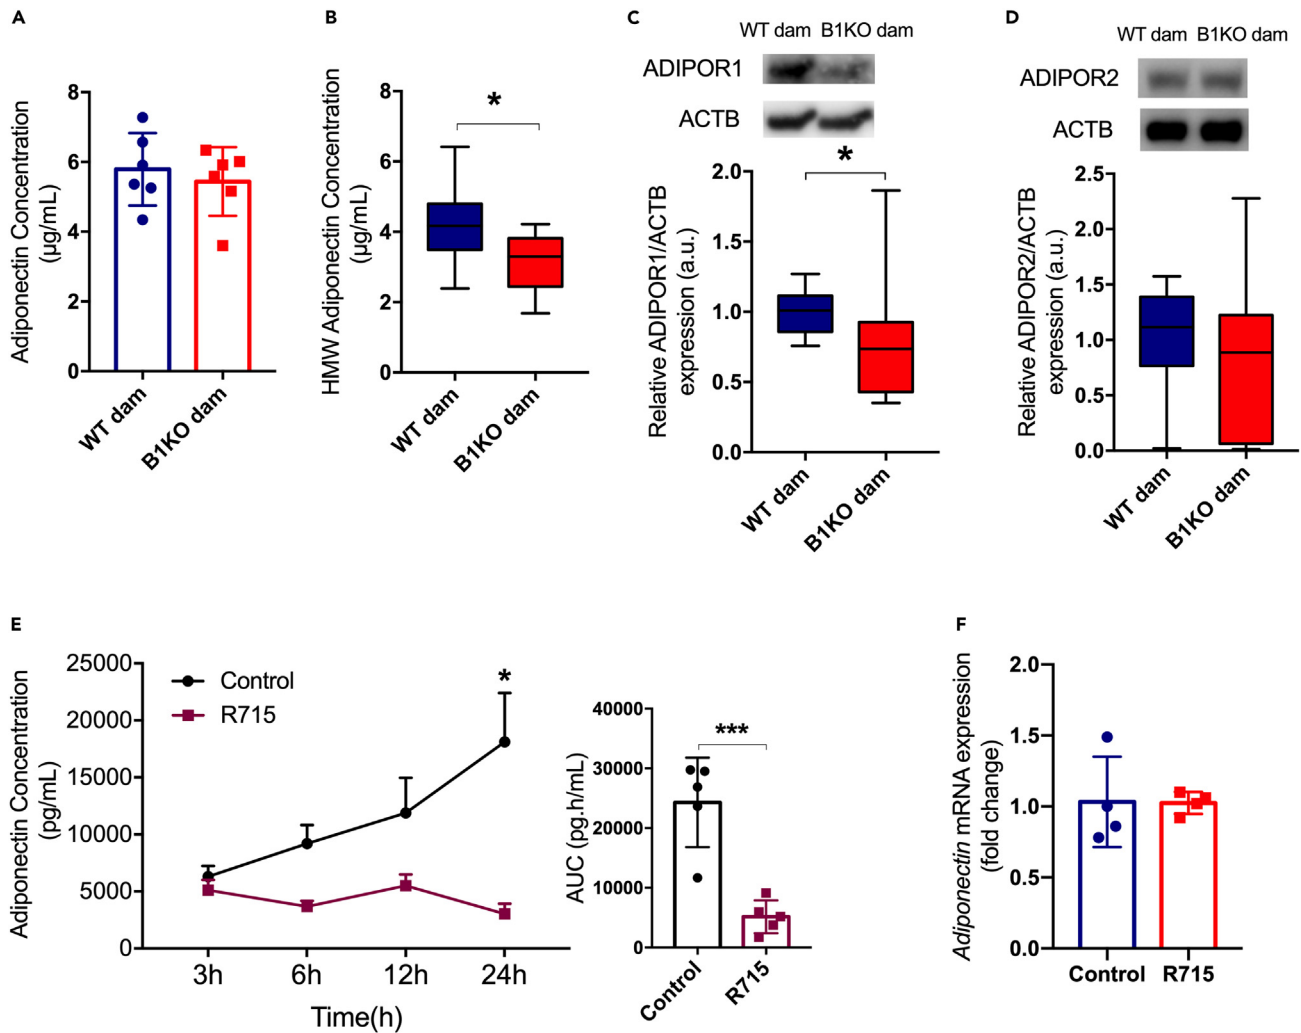 A
Adiponectin Concentration
(µg/mL)
8
6
4
2
0
WT dam
B1KO dam
B
HMW Adiponectin Concentration
(µg/mL)
*
8
6
4
2
0
WT dam
B1KO dam
C
WT dam B1KO dam
ADIPOR1
ACTB
Relative ADIPOR1/ACTB
expression (a.u.)
*
2.0
1.5
1.0
0.5
0.0
WT dam
B1KO dam
D
WT dam B1KO dam
ADIPOR2
ACTB
Relative ADIPOR2/ACTB
expression (a.u.)
2.5
2.0
1.5
1.0
0.5
0.0
WT dam
B1KO dam
E
Adiponectin Concentration
(pg/mL)
25000
20000
15000
10000
5000
0
Control
R715
*
3h 6h 12h 24h
Time(h)
AUC (pg.h/mL)
40000
30000
20000
10000
0
***
Control
R715
F
Adiponectin mRNA expression
(fold change)
2.0
1.5
1.0
0.5
0.0
Control R715